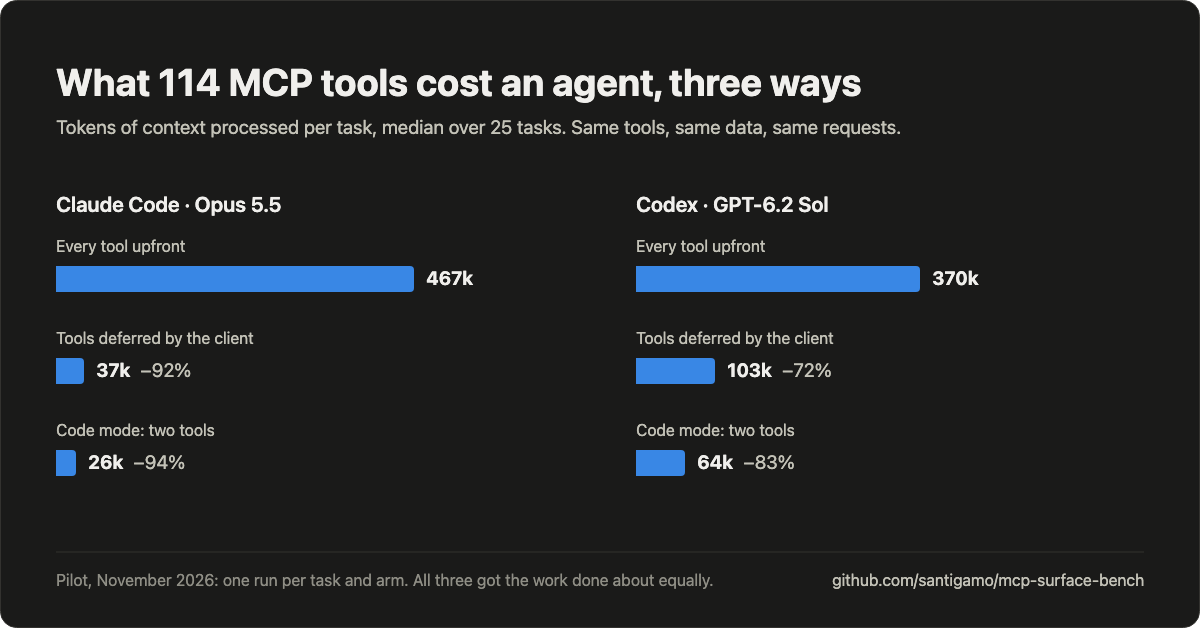 What 114 MCP tools cost an agent, three ways
Tokens of context processed per task, median over 25 tasks. Same tools, same data, same requests.
Claude Code · Opus 5.5
Every tool upfront
467k
Tools deferred by the client
37k –92%
Code mode: two tools
26k –94%
Codex · GPT-6.2 Sol
Every tool upfront
370k
Tools deferred by the client
103k –72%
Code mode: two tools
64k –83%
Pilot, November 2026: one run per task and arm. All three got the work done about equally.
github.com/santigamo/mcp-surface-bench